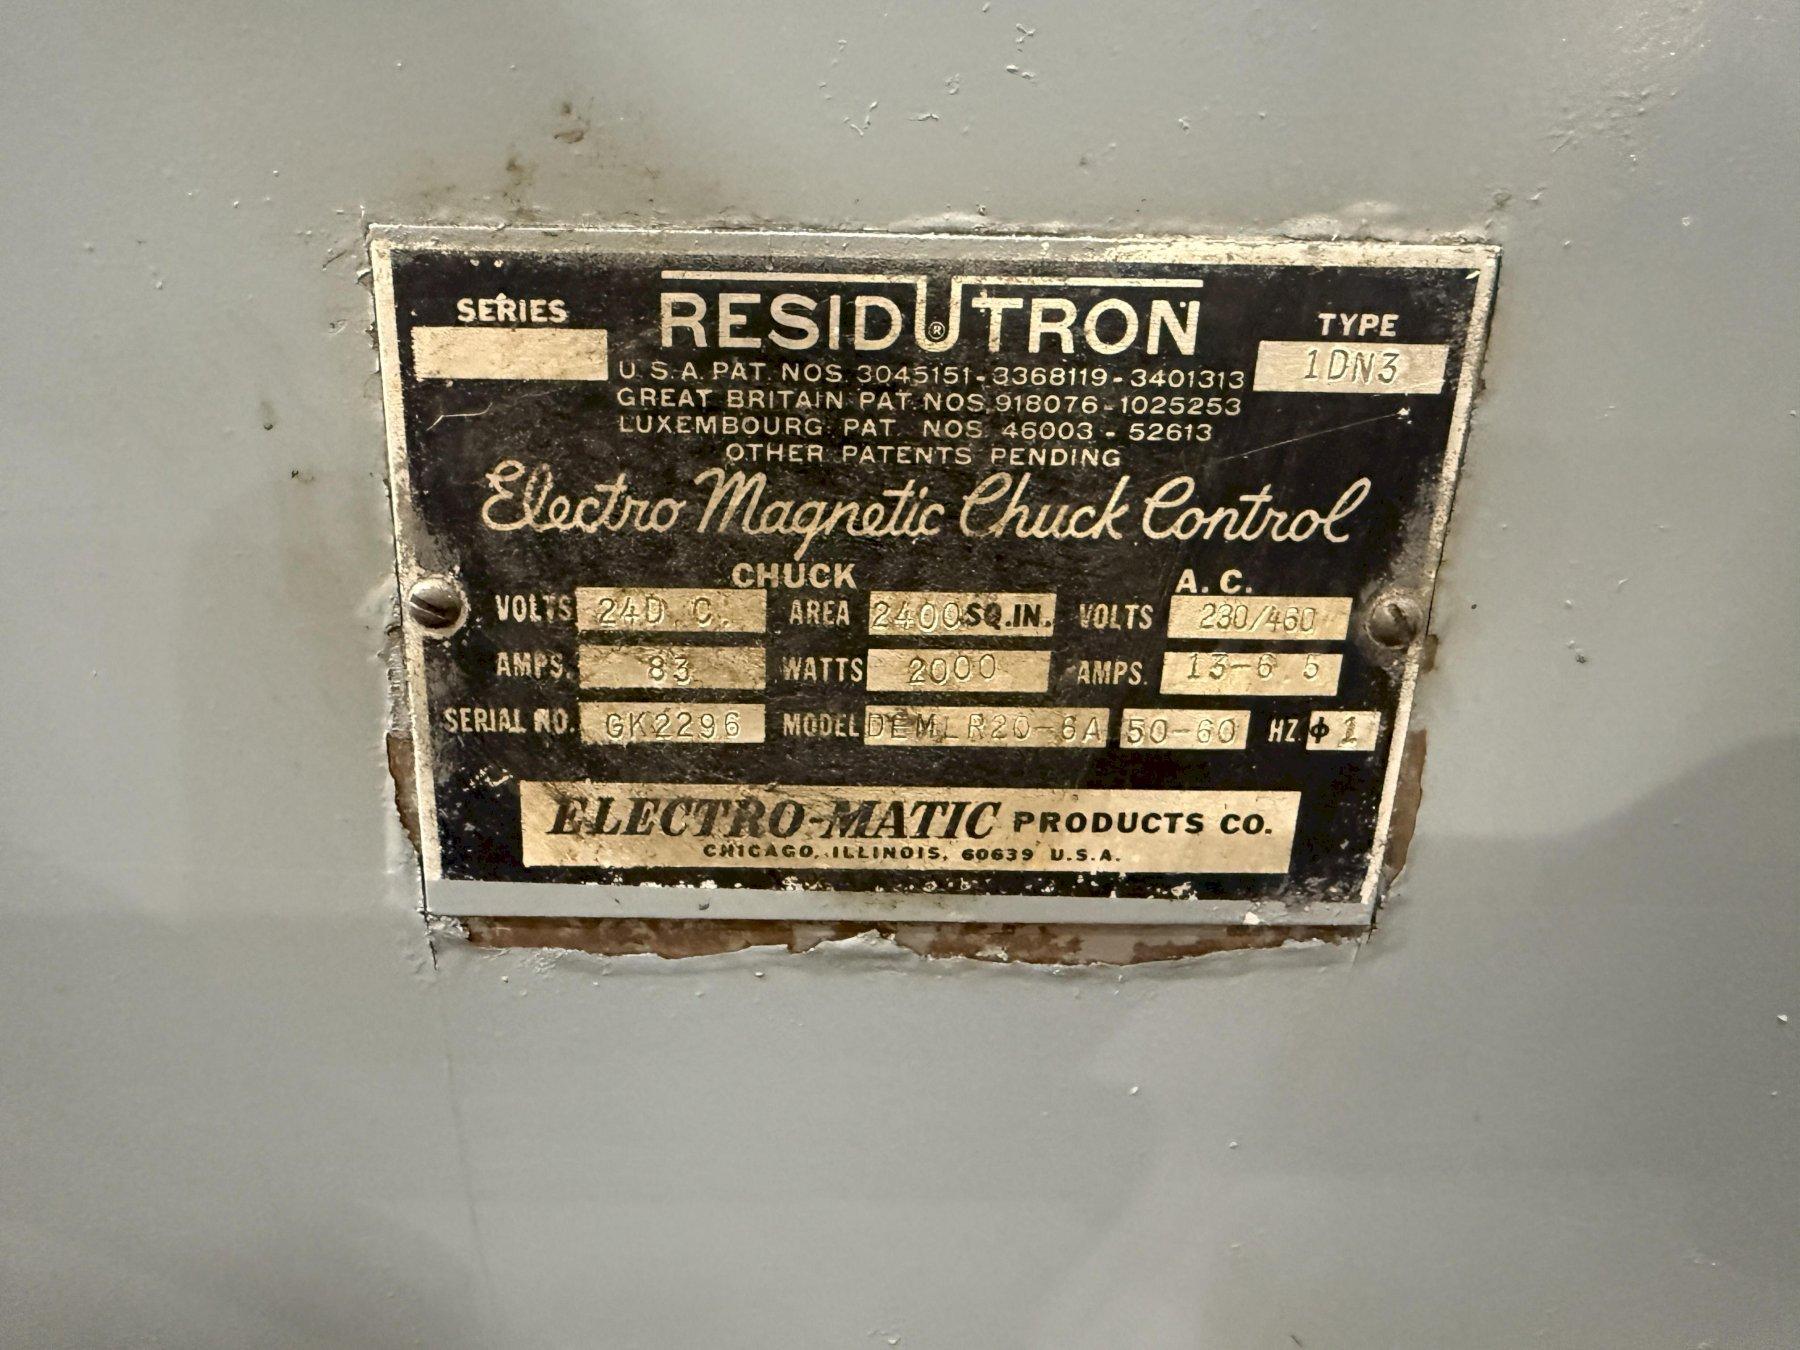 SERIES
RESIDUTRON
®
TYPE
1DN3
U.S.A. PAT. NOS. 3045151-3368119-3401313
GREAT BRITAIN PAT. NOS. 918076-1025253
LUXEMBOURG. PAT. NOS. 46003 - 52613
OTHER PATENTS PENDING
Electro Magnetic Chuck Control
CHUCK A.C.
VOLTS 24D.C. AREA 2400 SQ.IN. VOLTS 230/460
AMPS. 83 WATTS 2000 AMPS. 13-6.5
SERIAL NO. GK2296 MODEL DEMLR20-6A 50-60 HZ. ϕ 1
ELECTRO-MATIC PRODUCTS CO.
CHICAGO, ILLINOIS, 60639 U.S.A.